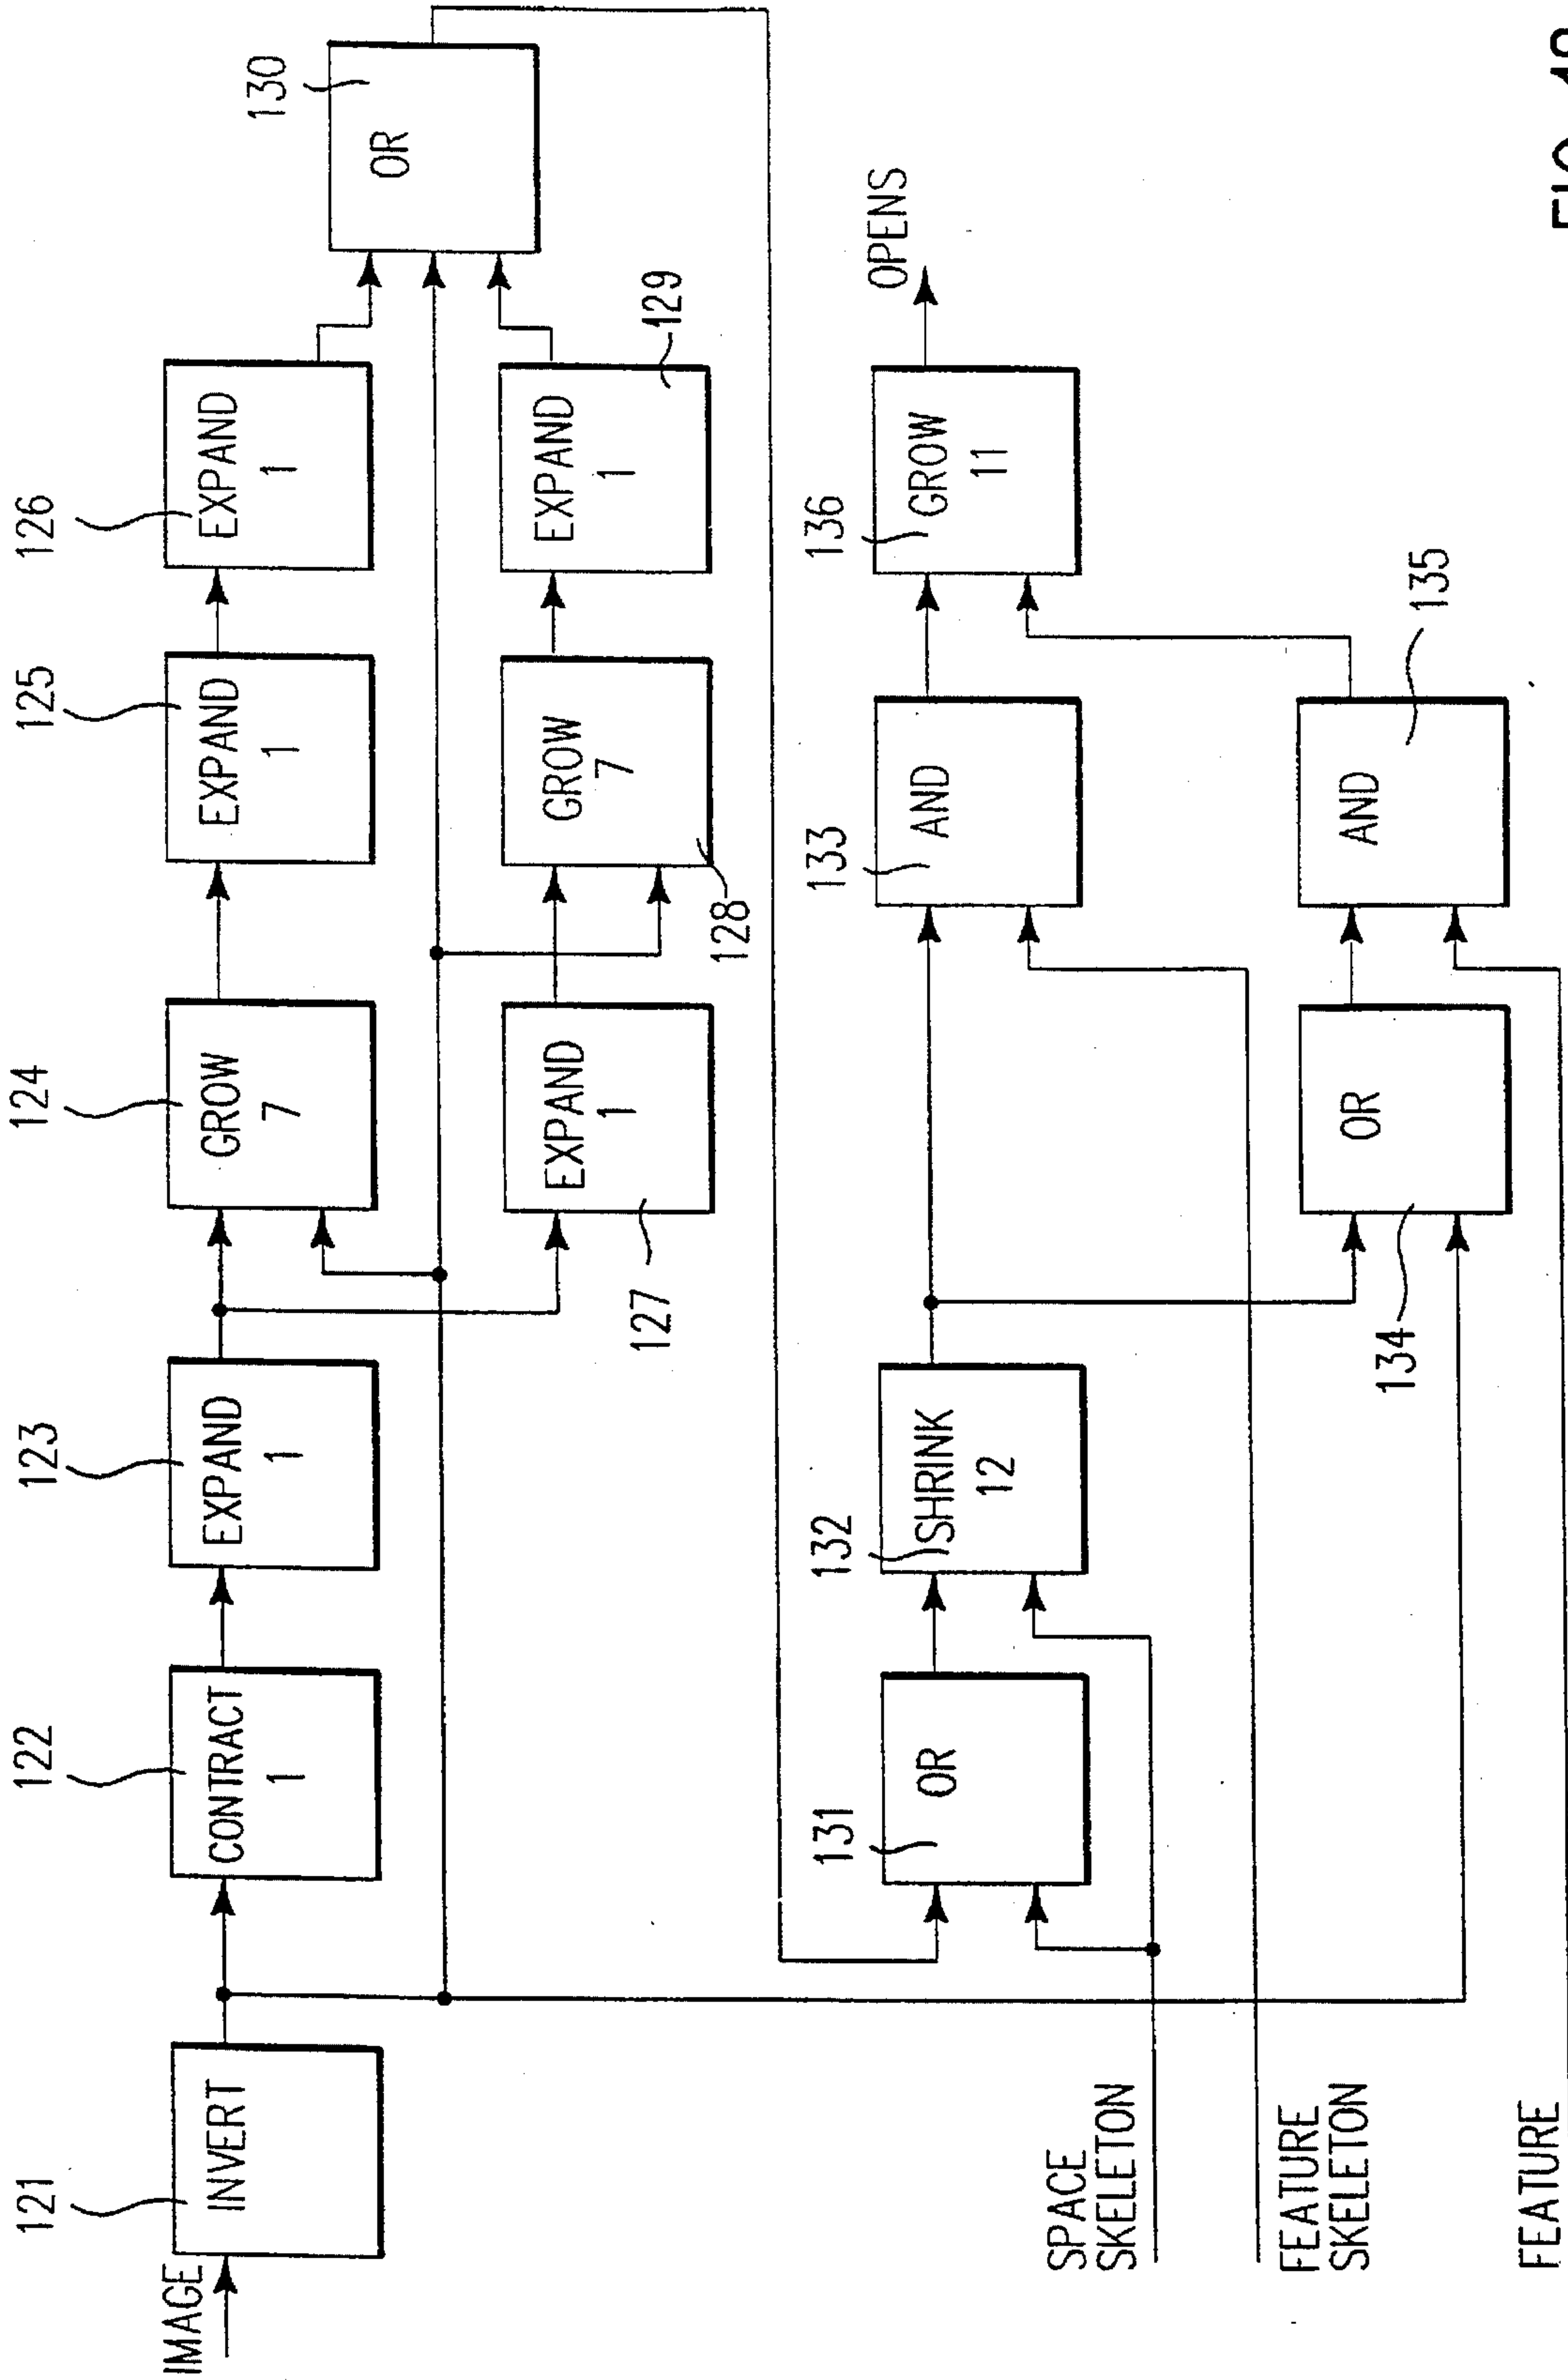 121
122
123
124
125
126
IMAGE
INVERT
CONTRACT
1
EXPAND
1
GROW
7
EXPAND
1
EXPAND
1
130
OR
127
EXPAND
1
128
GROW
7
EXPAND
1
129
131
OR
132
SHRINK
12
133
AND
136
GROW
11
OPENS
134
OR
AND
135
SPACE
SKELETON
FEATURE
SKELETON
FEATURE